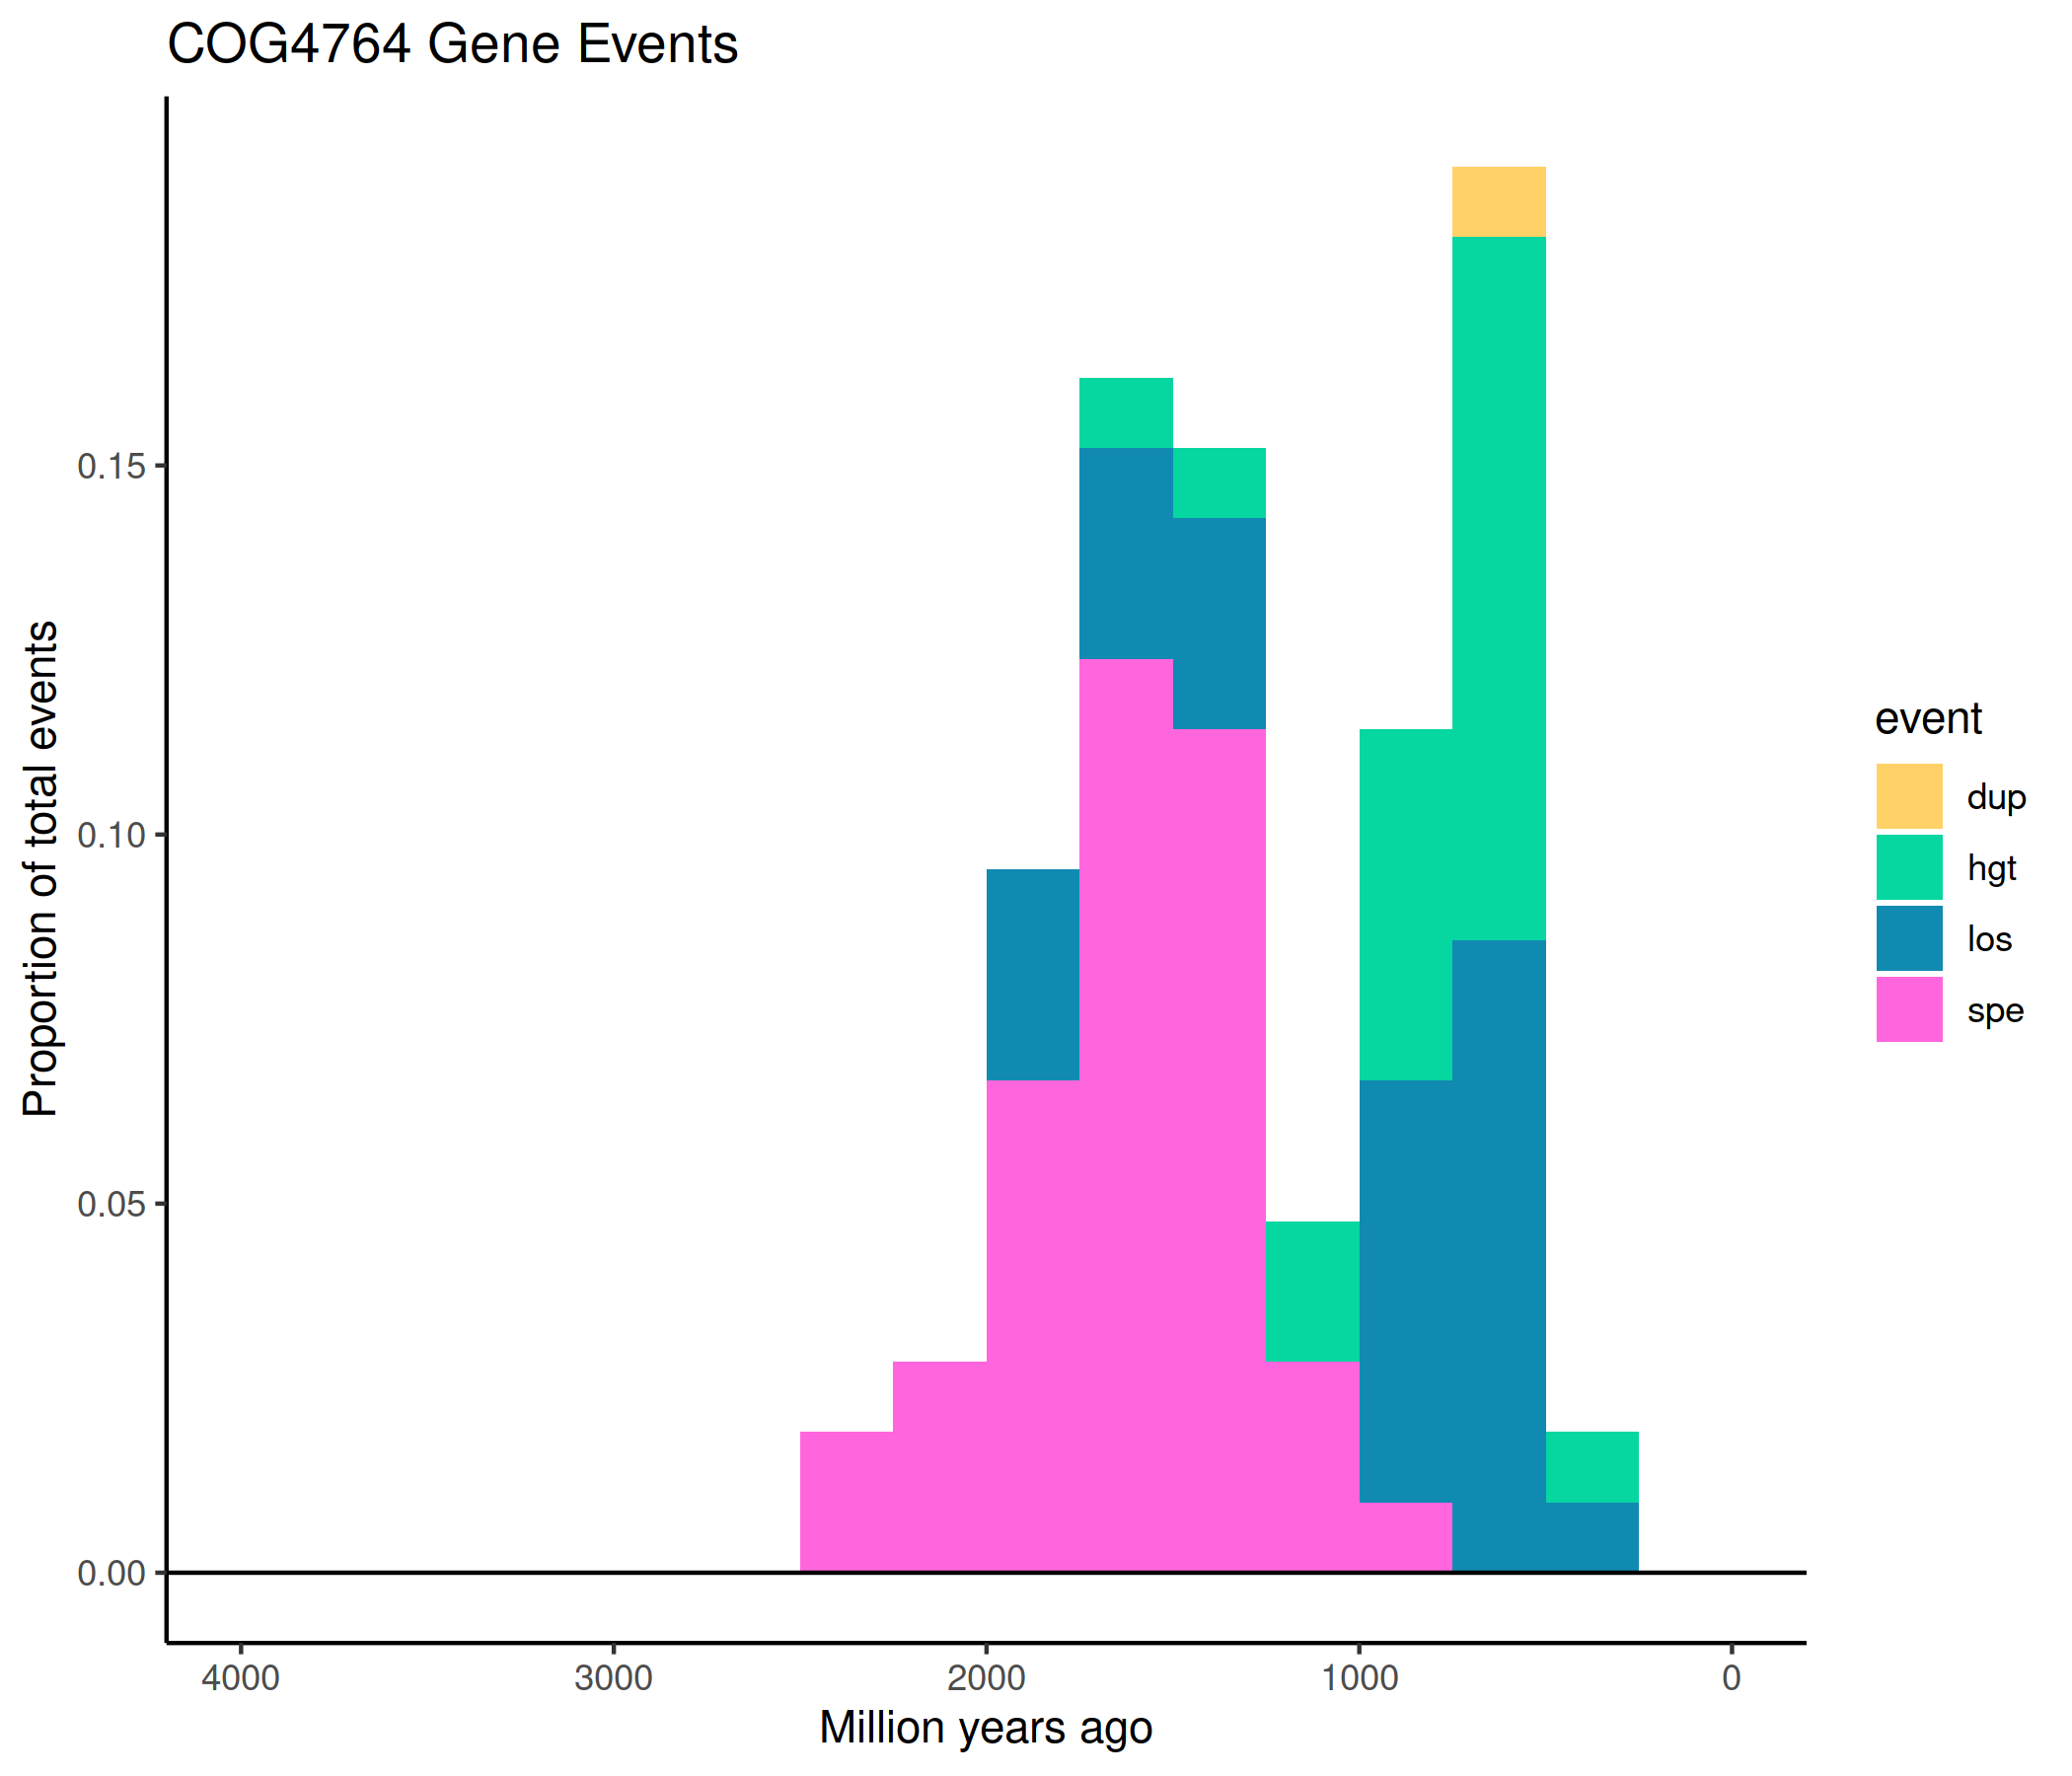 COG4764 Gene Events
Proportion of total events
0.15
0.10
0.05
0.00
4000 3000 2000 1000 0
Million years ago
event
dup
hgt
los
spe